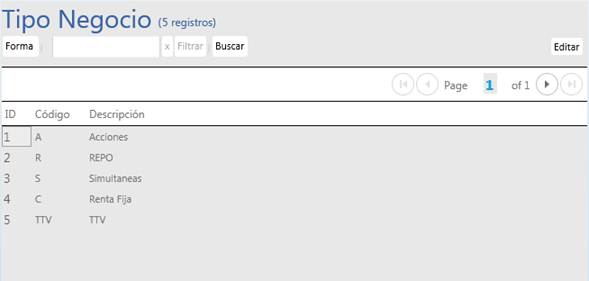 Tipo Negocio (5 registros)
Forma x Filtrar Buscar Editar
Page 1 of 1
ID Código Descripción
1 A Acciones
2 R REPO
3 S Simultaneas
4 C Renta Fija
5 TTV TTV